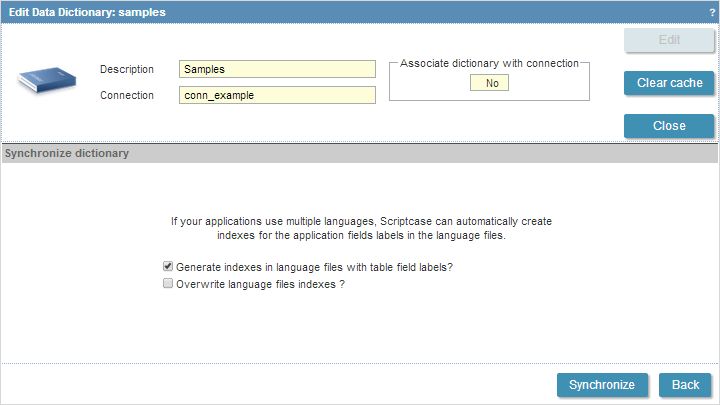 Edit Data Dictionary: samples ?
Edit
Description Samples
Associate dictionary with connection
No
Clear cache
Connection conn_example
Close
Synchronize dictionary
If your applications use multiple languages, Scriptcase can automatically create
indexes for the application fields labels in the language files.
Generate indexes in language files with table field labels?
Overwrite language files indexes ?
Synchronize Back